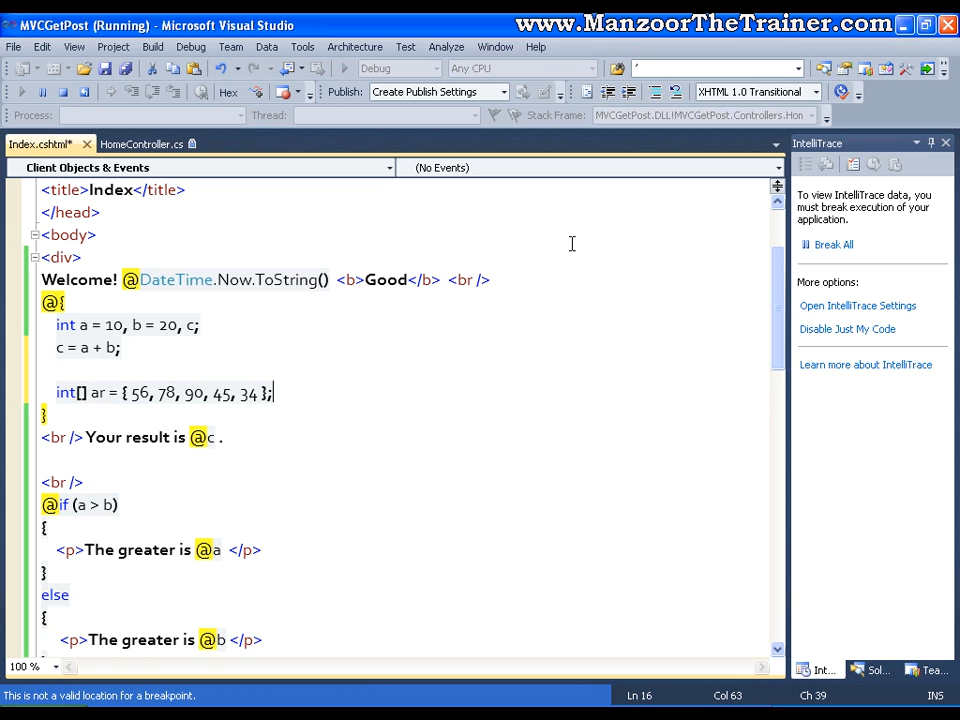 MVCGetPost (Running) - Microsoft Visual Studio
www.ManzoorTheTrainer.com
File Edit View Project Build Debug Team Data Tools Architecture Test Analyze Window Help
Debug Any CPU
Hex Publish: Create Publish Settings XHTML 1.0 Transitional
Process: Thread: Stack Frame: MVCGetPost.DLL!MVCGetPost.Controllers.Hon
Index.cshtml* HomeController.cs
Client Objects & Events (No Events)
<title>Index</title>
</head>
<body>
<div>
Welcome! @DateTime.Now.ToString() <b>Good</b> <br />
@{
int a = 10, b = 20, c;
c = a + b;
int[] ar = { 56, 78, 90, 45, 34 };
}
<br /> Your result is @c .
<br />
@if (a > b)
{
<p>The greater is @a </p>
}
else
{
<p>The greater is @b </p>
100 %
IntelliTrace
To view IntelliTrace data, you
must break execution of your
application.
Break All
More options:
Open IntelliTrace Settings
Disable Just My Code
Learn more about IntelliTrace
Int... Sol... Tea...
This is not a valid location for a breakpoint. Ln 16 Col 63 Ch 39 INS